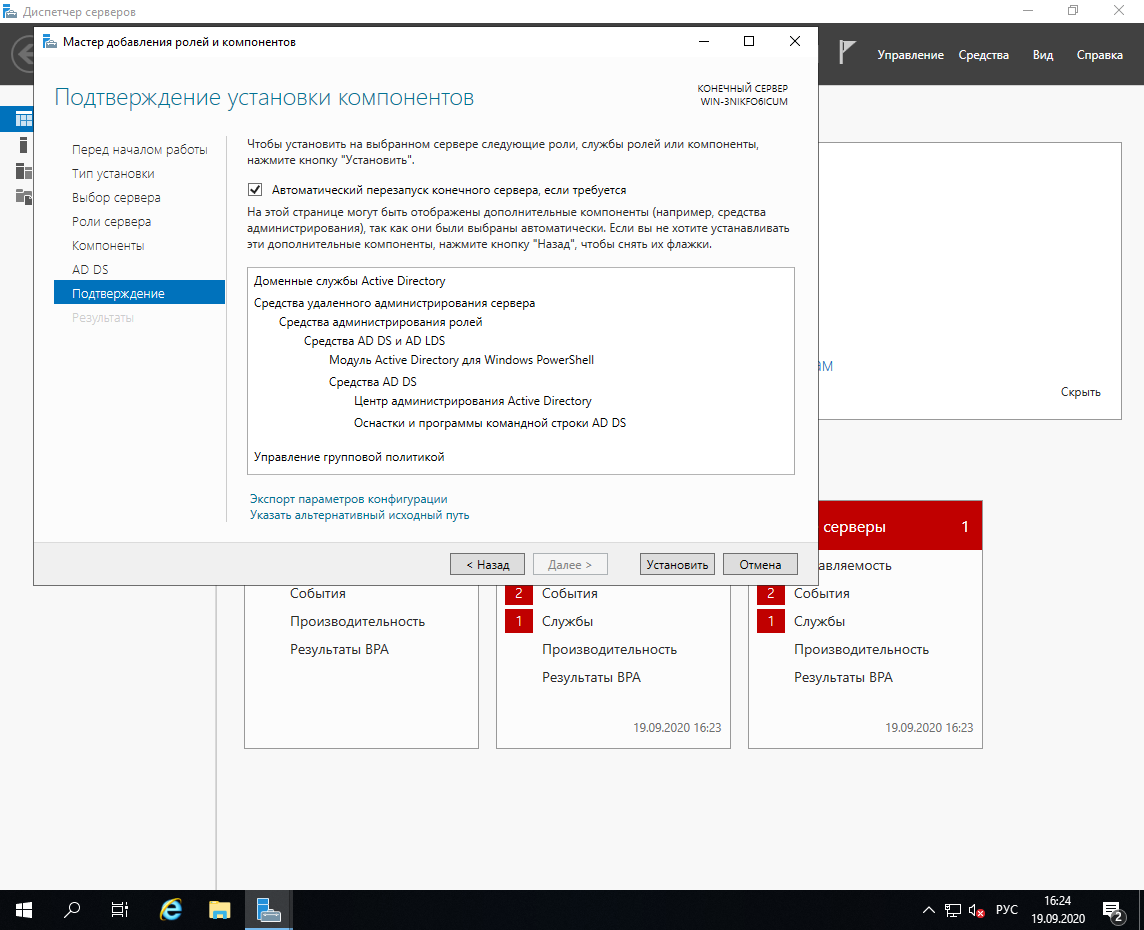 Диспетчер серверов
Управление Средства Вид Справка
Мастер добавления ролей и компонентов
Подтверждение установки компонентов
КОНЕЧНЫЙ СЕРВЕР
WIN-3NIKFO6ICUM
Перед началом работы
Тип установки
Выбор сервера
Роли сервера
Компоненты
AD DS
Подтверждение
Результаты
Чтобы установить на выбранном сервере следующие роли, службы ролей или компоненты,
нажмите кнопку "Установить".
Автоматический перезапуск конечного сервера, если требуется
На этой странице могут быть отображены дополнительные компоненты (например, средства
администрирования), так как они были выбраны автоматически. Если вы не хотите устанавливать
эти дополнительные компоненты, нажмите кнопку "Назад", чтобы снять их флажки.
Доменные службы Active Directory
Средства удаленного администрирования сервера
Средства администрирования ролей
Средства AD DS и AD LDS
Модуль Active Directory для Windows PowerShell
Средства AD DS
Центр администрирования Active Directory
Оснастки и программы командной строки AD DS
Управление групповой политикой
Экспорт параметров конфигурации
Указать альтернативный исходный путь
< Назад Далее > Установить Отмена
Скрыть
серверы 1
События
Производительность
Результаты BPA
2 События
1 Службы
Производительность
Результаты BPA
19.09.2020 16:23
2 События
1 Службы
Производительность
Результаты BPA
19.09.2020 16:23
РУС
16:24
19.09.2020
2